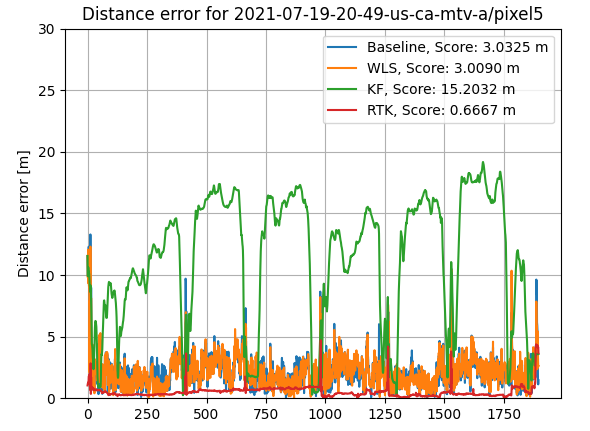 Distance error for 2021-07-19-20-49-us-ca-mtv-a/pixel5
Baseline, Score: 3.0325 m
WLS, Score: 3.0090 m
KF, Score: 15.2032 m
RTK, Score: 0.6667 m
Distance error [m]
30
25
20
15
10
5
0
0 250 500 750 1000 1250 1500 1750